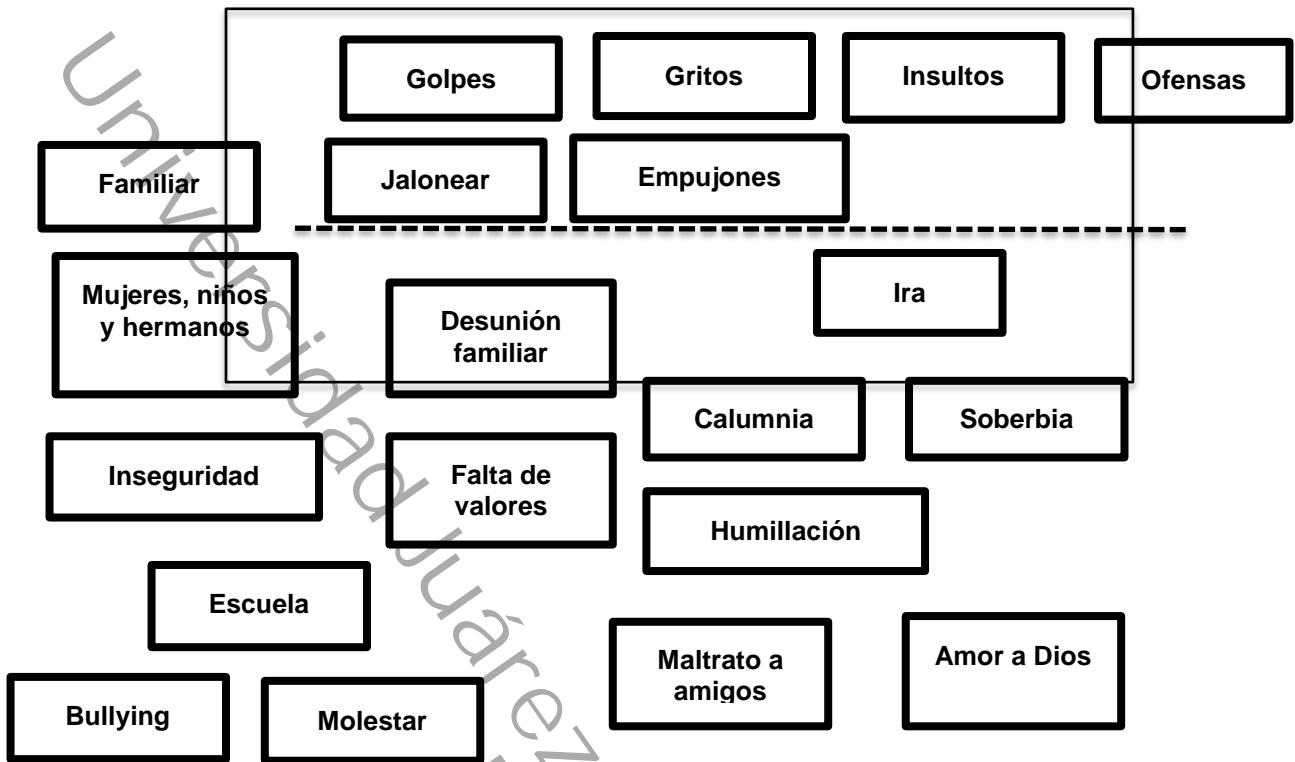 Golpes
Gritos
Insultos
Ofensas
Familiar
Jalonear
Empujones
Mujeres, niños
y hermanos
Desunión
familiar
Ira
Calumnia
Soberbia
Inseguridad
Falta de
valores
Humillación
Escuela
Maltrato a
amigos
Amor a Dios
Bullying
Molestar
Universidad Juárez